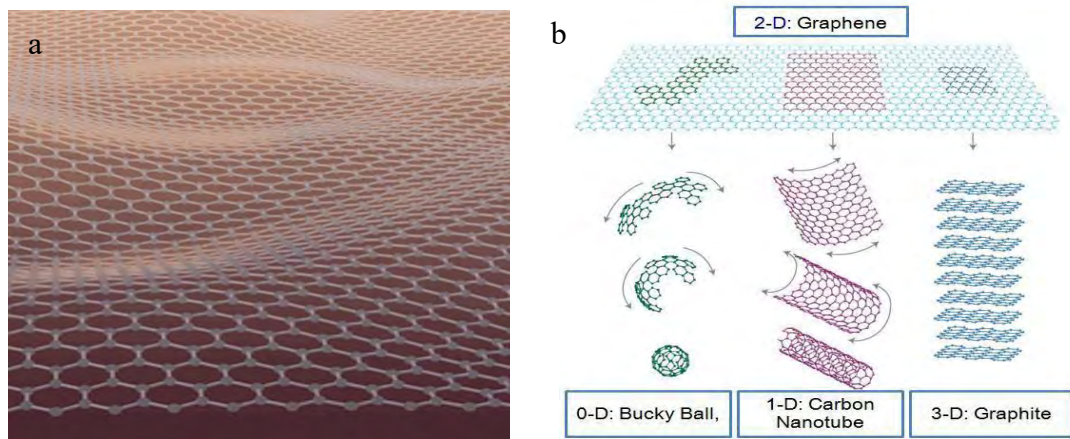 a
b
2-D: Graphene
0-D: Bucky Ball,
1-D: Carbon
Nanotube
3-D: Graphite